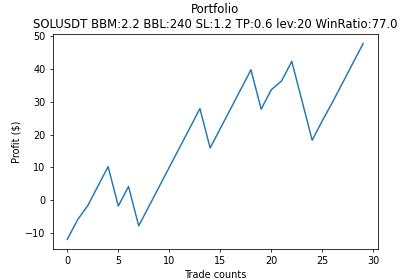 Portfolio
SOLUSDT BBM:2.2 BBL:240 SL:1.2 TP:0.6 lev:20 WinRatio:77.0
50
40
30
20
10
0
−10
Profit ($)
0 5 10 15 20 25 30
Trade counts